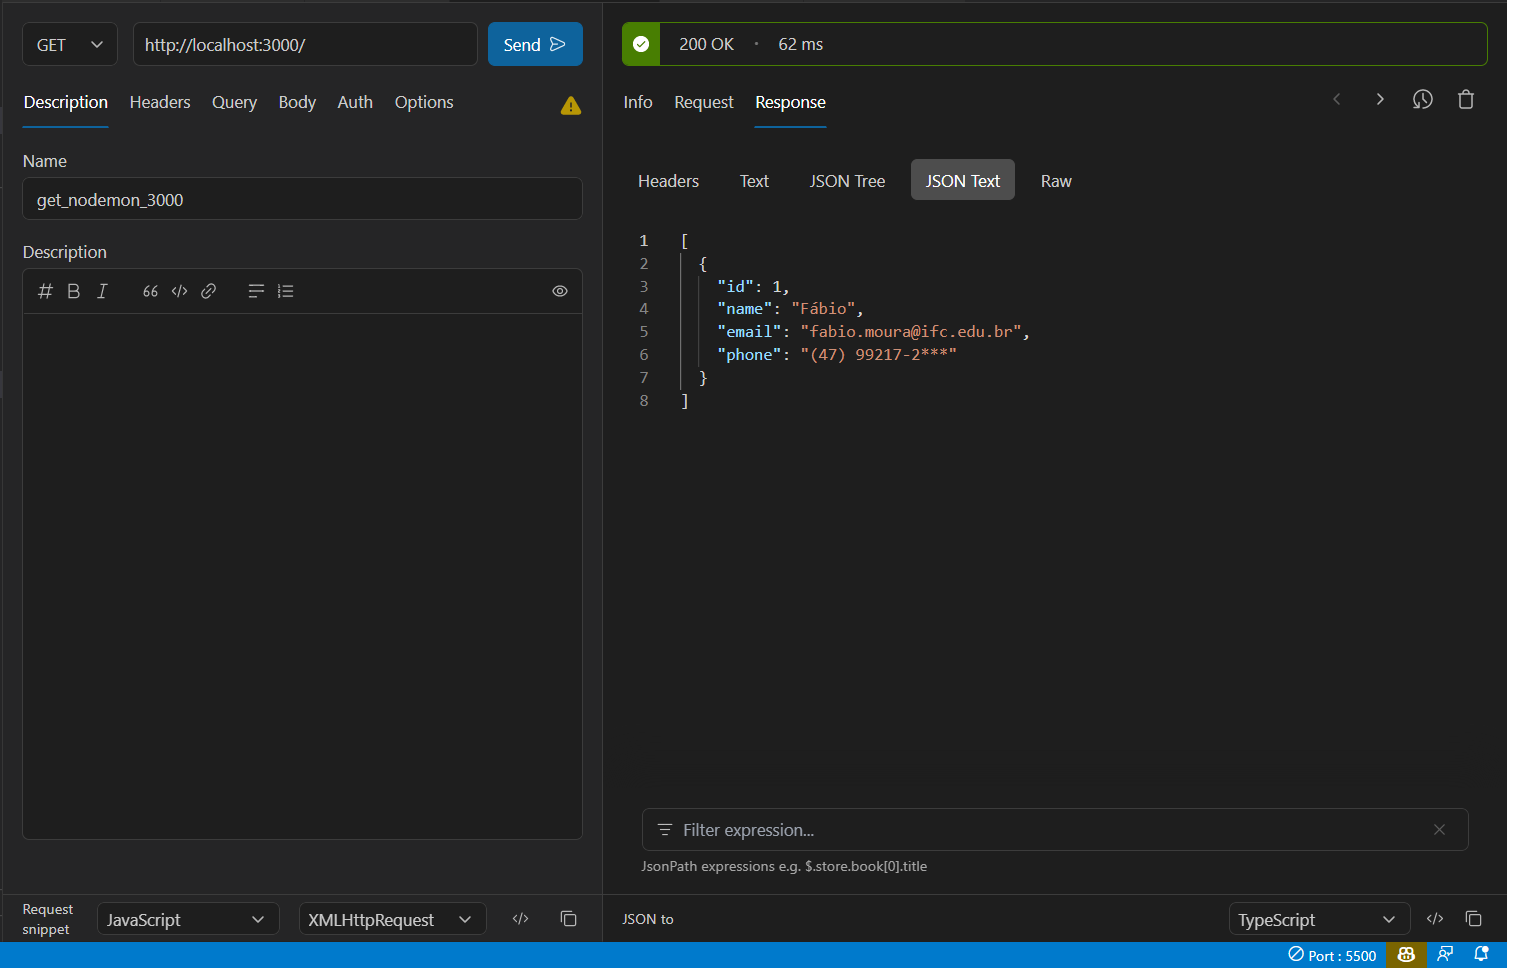 GET
http://localhost:3000/
Send
Description Headers Query Body Auth Options
Name
get_nodemon_3000
Description
200 OK · 62 ms
Info Request Response
Headers Text JSON Tree JSON Text Raw
1 [
2 {
3 "id": 1,
4 "name": "Fábio",
5 "email": "fabio.moura@ifc.edu.br",
6 "phone": "(47) 99217-2***"
7 }
8 ]
Filter expression...
JsonPath expressions e.g. $.store.book[0].title
Request snippet
JavaScript
XMLHttpRequest
JSON to
TypeScript
Port : 5500